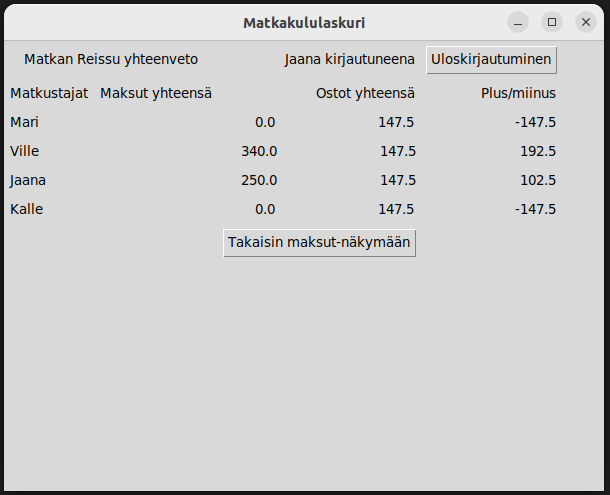 Matkakululaskuri
Matkan Reissu yhteenveto Jaana kirjautuneena Uloskirjautuminen
Matkustajat Maksut yhteensä Ostot yhteensä Plus/miinus
Mari 0.0 147.5 -147.5
Ville 340.0 147.5 192.5
Jaana 250.0 147.5 102.5
Kalle 0.0 147.5 -147.5
Takaisin maksut-näkymään